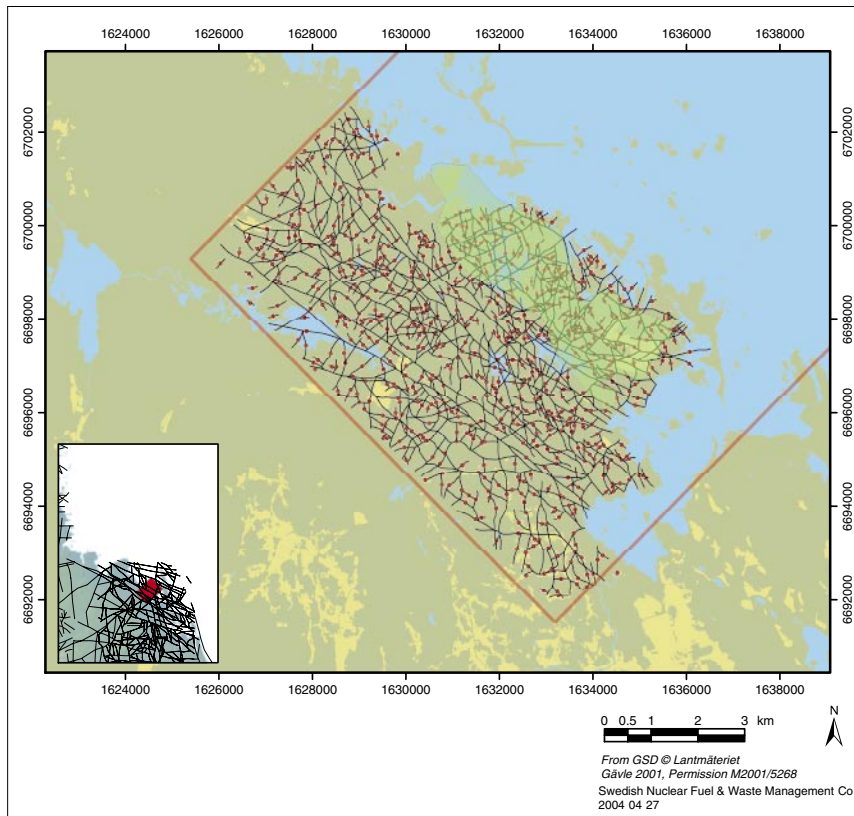 1624000 1626000 1628000 1630000 1632000 1634000 1636000 1638000
6702000 6702000
6700000 6700000
6698000 6698000
6696000 6696000
6694000 6694000
6692000 6692000
1624000 1626000 1628000 1630000 1632000 1634000 1636000 1638000
0 0.5 1 2 3 km
N
From GSD © Lantmäteriet
Gävle 2001, Permission M2001/5268
Swedish Nuclear Fuel & Waste Management Co
2004 04 27